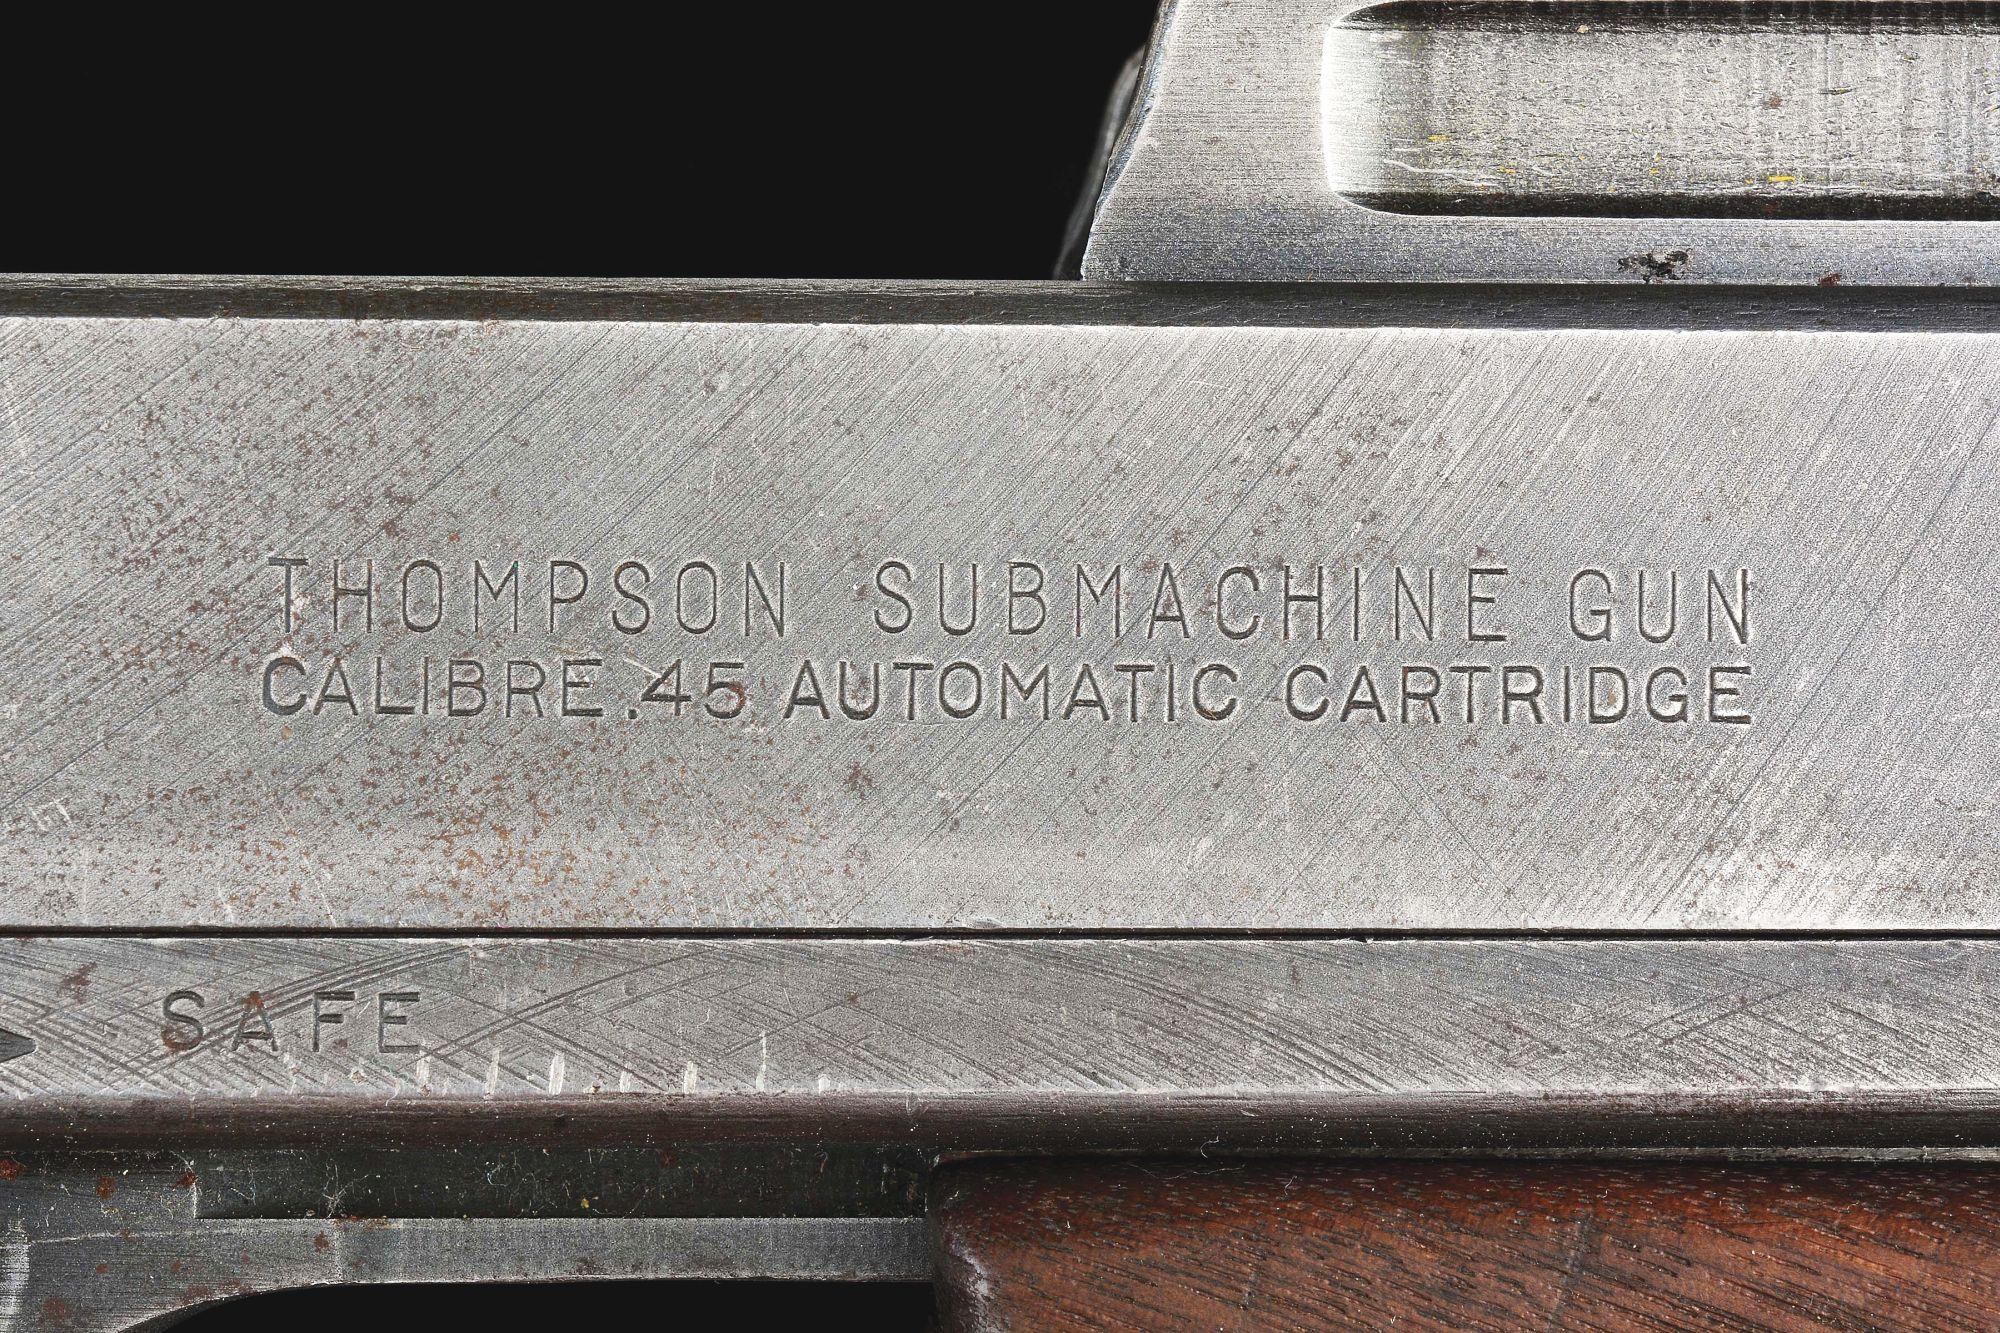 THOMPSON SUBMACHINE GUN
CALIBRE .45 AUTOMATIC CARTRIDGE
SAFE